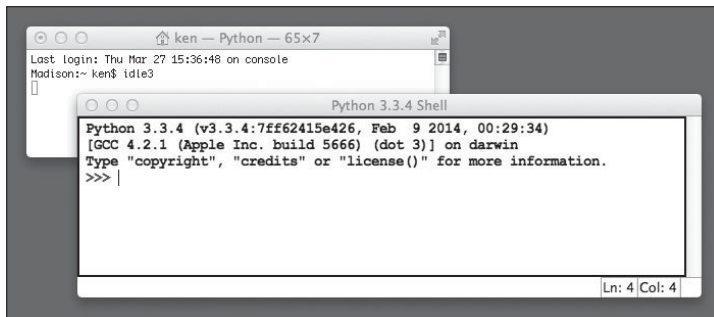 ken — Python — 65×7
Last login: Thu Mar 27 15:36:48 on console
Madison:~ ken$ idle3
Python 3.3.4 Shell
Python 3.3.4 (v3.3.4:7ff62415e426, Feb  9 2014, 00:29:34)
[GCC 4.2.1 (Apple Inc. build 5666) (dot 3)] on darwin
Type "copyright", "credits" or "license()" for more information.
>>>
Ln: 4 Col: 4